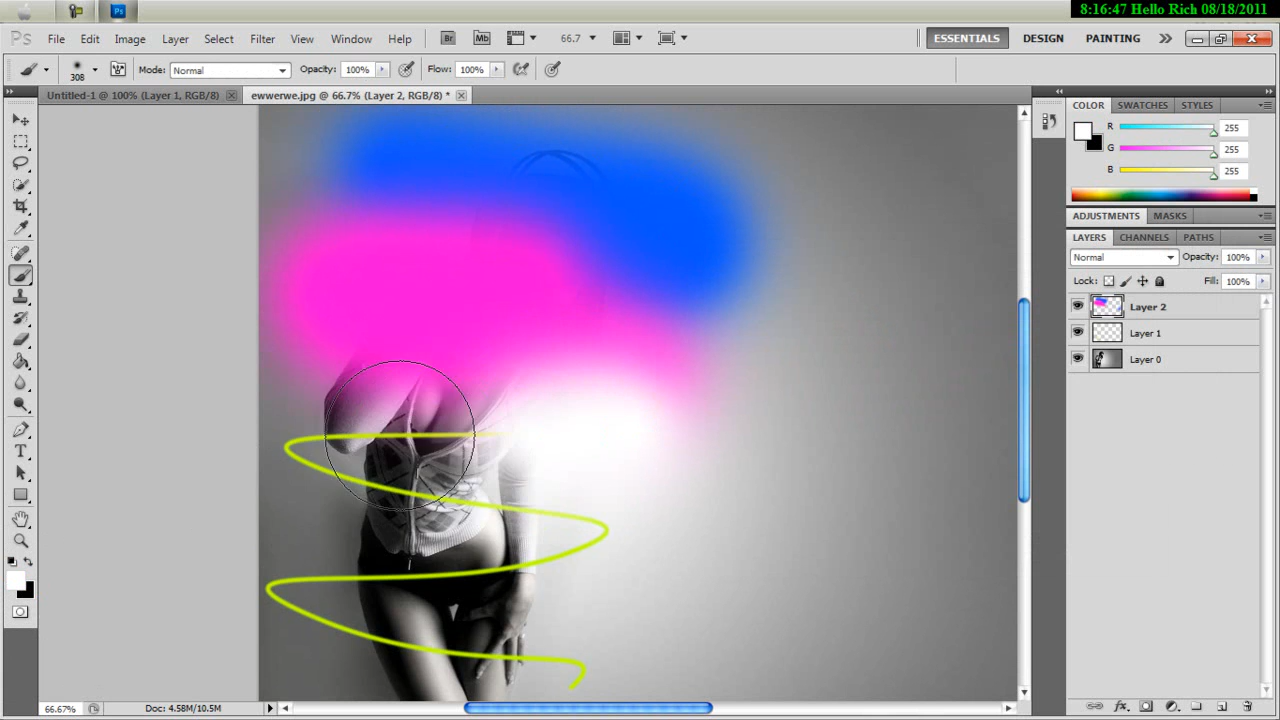 8:16:47 Hello Rich 08/18/2011
Ps
Ps File Edit Image Layer Select Filter View Window Help Br Mb 66.7 ESSENTIALS DESIGN PAINTING
308 Mode: Normal Opacity: 100% Flow: 100%
Untitled-1 @ 100% (Layer 1, RGB/8) ewwerwe.jpg @ 66.7% (Layer 2, RGB/8) *
COLOR SWATCHES STYLES
R 255
G 255
B 255
ADJUSTMENTS MASKS
LAYERS CHANNELS PATHS
Normal Opacity: 100%
Lock: Fill: 100%
Layer 2
Layer 1
Layer 0
T
fx
66.67% Doc: 4.58M/10.5M